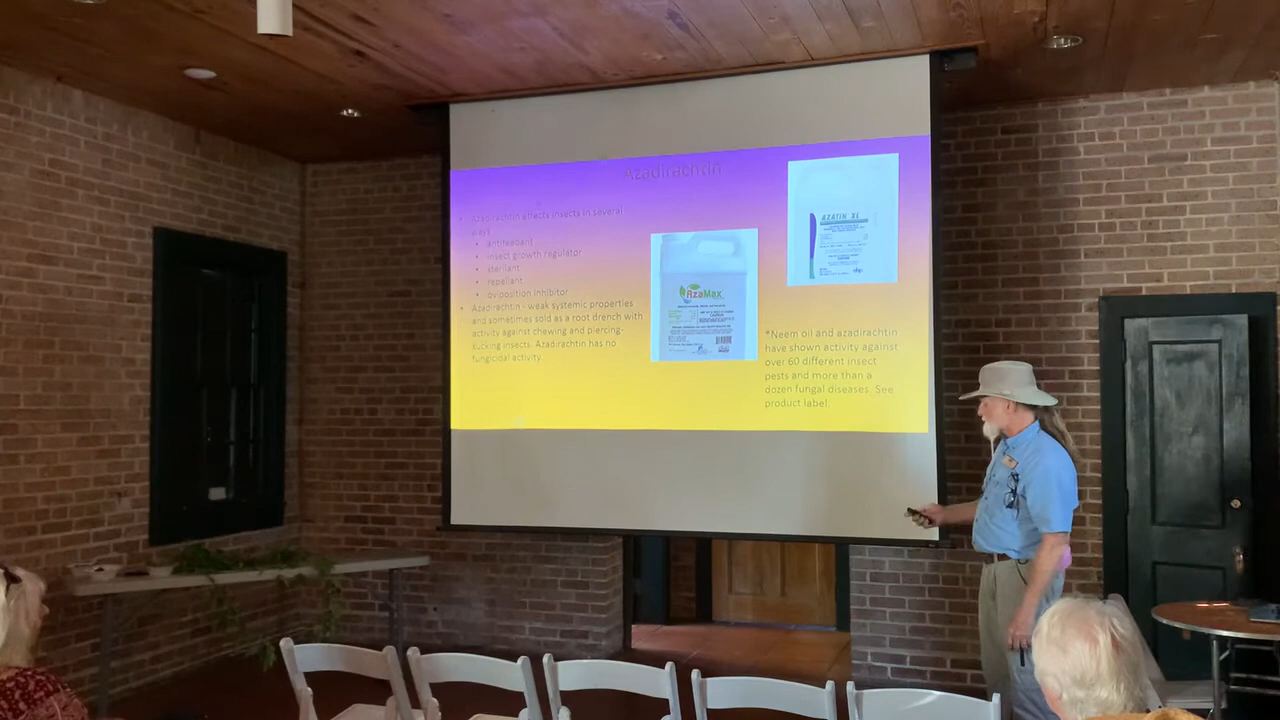 Azadirachtin
• Azadirachtin affects insects in several
ways
• antifeedant
• insect growth regulator
• sterilant
• repellant
• oviposition inhibitor
• Azadirachtin - weak systemic properties
and sometimes sold as a root drench with
activity against chewing and piercing-
sucking insects. Azadirachtin has no
fungicidal activity.
AzaMax
AZATIN XL
ohp
*Neem oil and azadirachtin
have shown activity against
over 60 different insect
pests and more than a
dozen fungal diseases. See
product label.